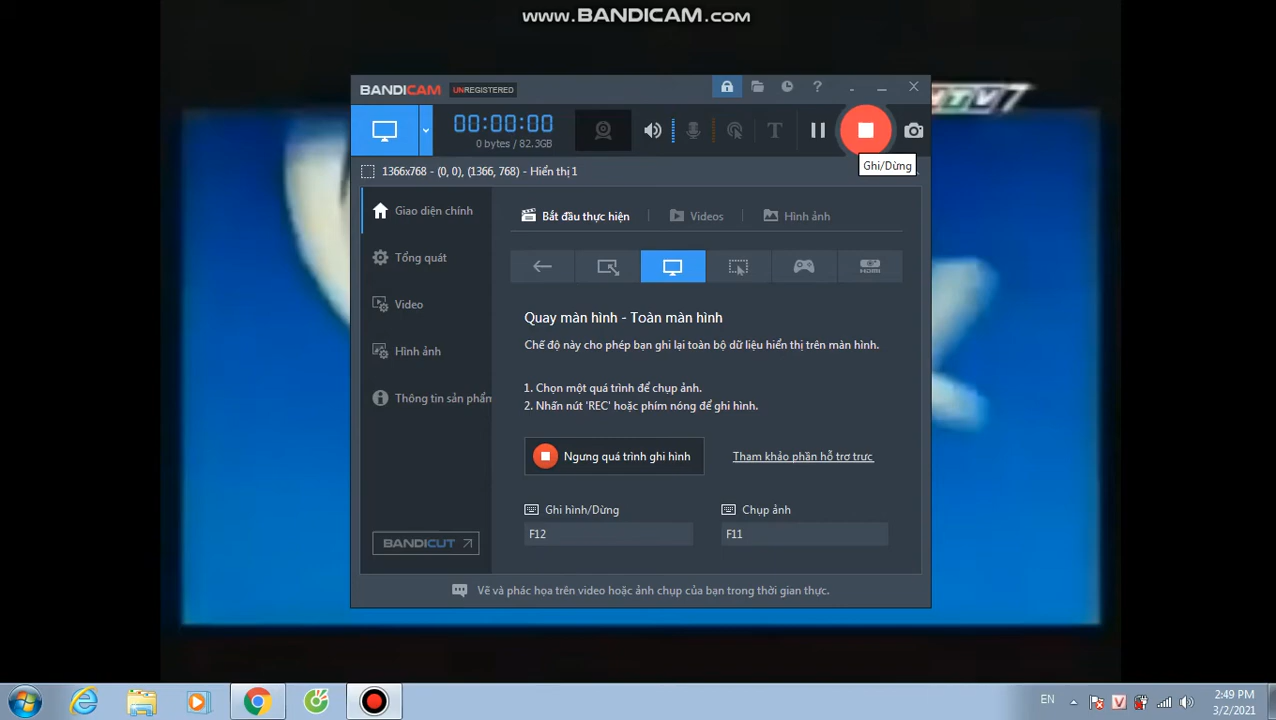 www.BANDICAM.com
BANDICAM UNREGISTERED
HTV7
00:00:00
0 bytes / 82.3GB
T
Ghi/Dừng
1366x768 - (0, 0), (1366, 768) - Hiển thị 1
Giao diện chính
Bắt đầu thực hiện
Videos
Hình ảnh
Tổng quát
HDMI
Video
Quay màn hình - Toàn màn hình
Chế độ này cho phép bạn ghi lại toàn bộ dữ liệu hiển thị trên màn hình.
Hình ảnh
1. Chọn một quá trình để chụp ảnh.
2. Nhấn nút 'REC' hoặc phím nóng để ghi hình.
Thông tin sản phẩm
Ngưng quá trình ghi hình
Tham khảo phần hỗ trợ trực
Ghi hình/Dừng
Chụp ảnh
F12
F11
BANDICUT
Vẽ và phác họa trên video hoặc ảnh chụp của bạn trong thời gian thực.
EN
V
2:49 PM
3/2/2021